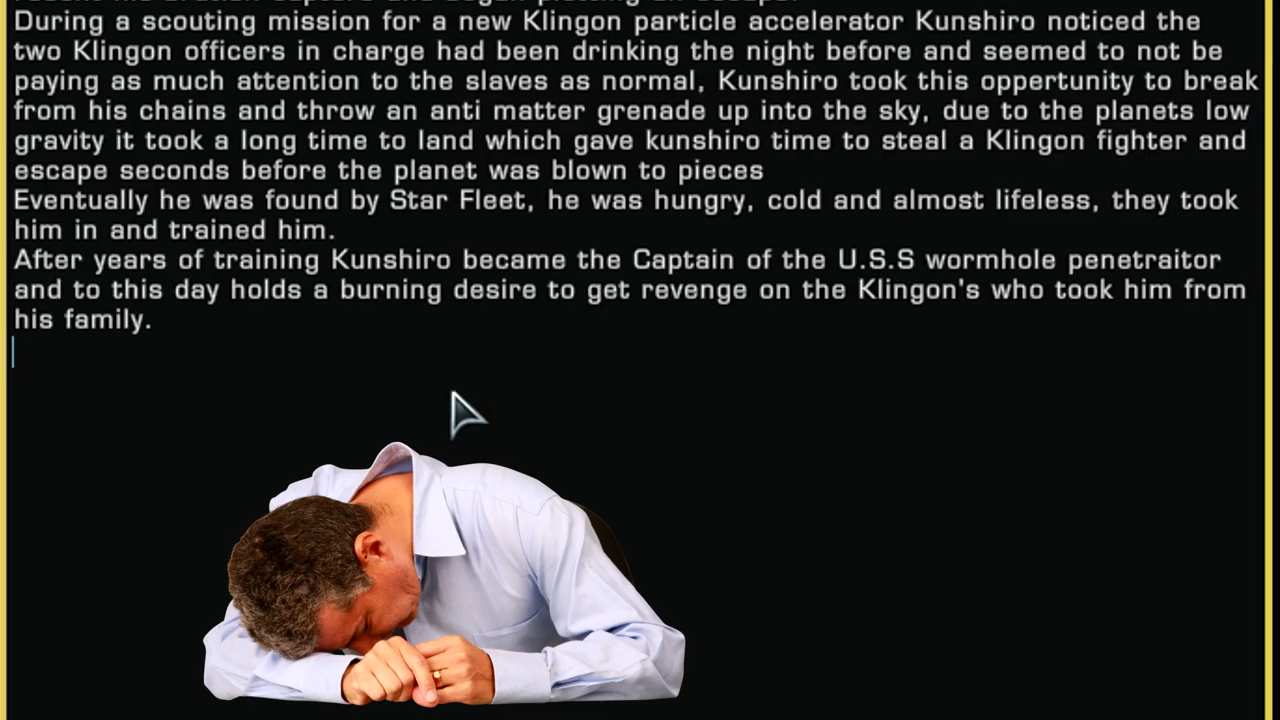 During a scouting mission for a new Klingon particle accelerator Kunshiro noticed the
two Klingon officers in charge had been drinking the night before and seemed to not be
paying as much attention to the slaves as normal, Kunshiro took this oppertunity to break
from his chains and throw an anti matter grenade up into the sky, due to the planets low
gravity it took a long time to land which gave kunshiro time to steal a Klingon fighter and
escape seconds before the planet was blown to pieces
Eventually he was found by Star Fleet, he was hungry, cold and almost lifeless, they took
him in and trained him.
After years of training Kunshiro became the Captain of the U.S.S wormhole penetraitor
and to this day holds a burning desire to get revenge on the Klingon's who took him from
his family.